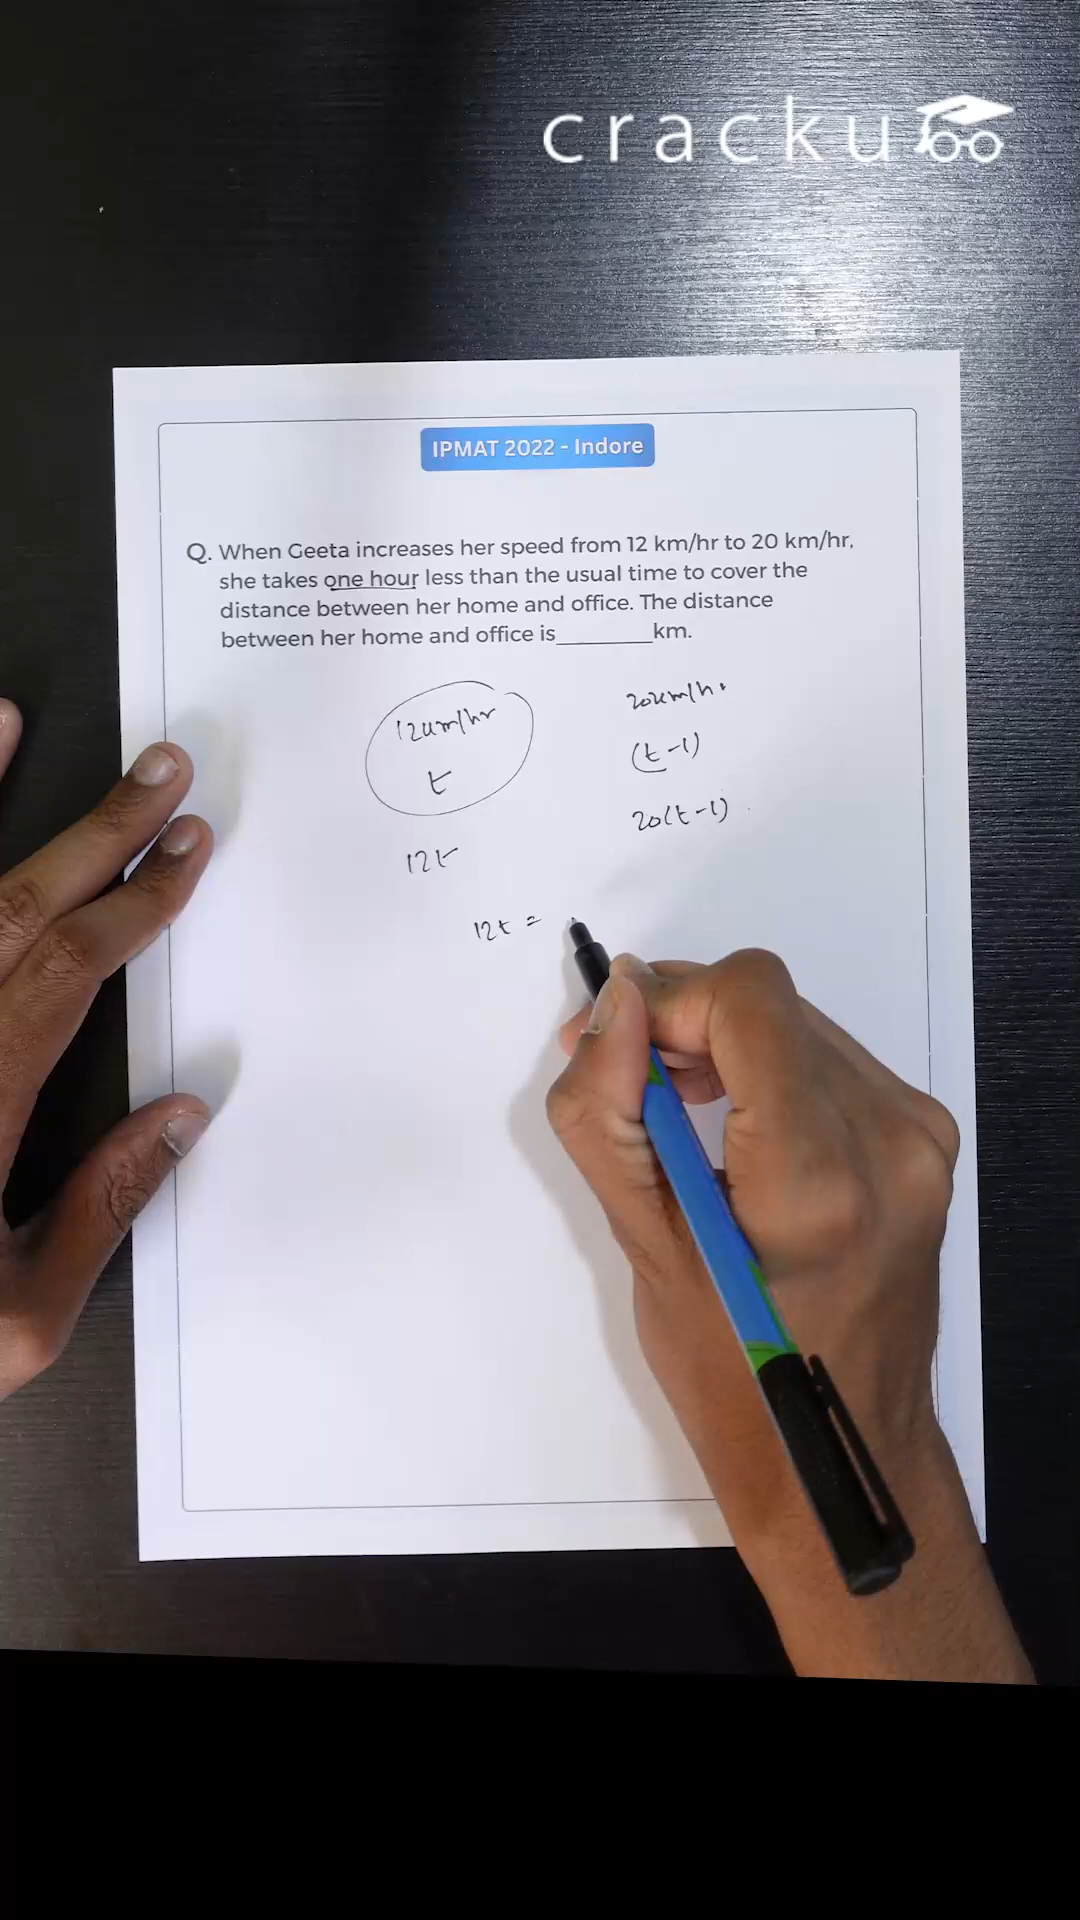 cracku
IPMAT 2022 - Indore
Q. When Geeta increases her speed from 12 km/hr to 20 km/hr,
she takes one hour less than the usual time to cover the
distance between her home and office. The distance
between her home and office is________km.
12km/hr
t
12t
20km/hr
(t-1)
20(t-1)
12t =